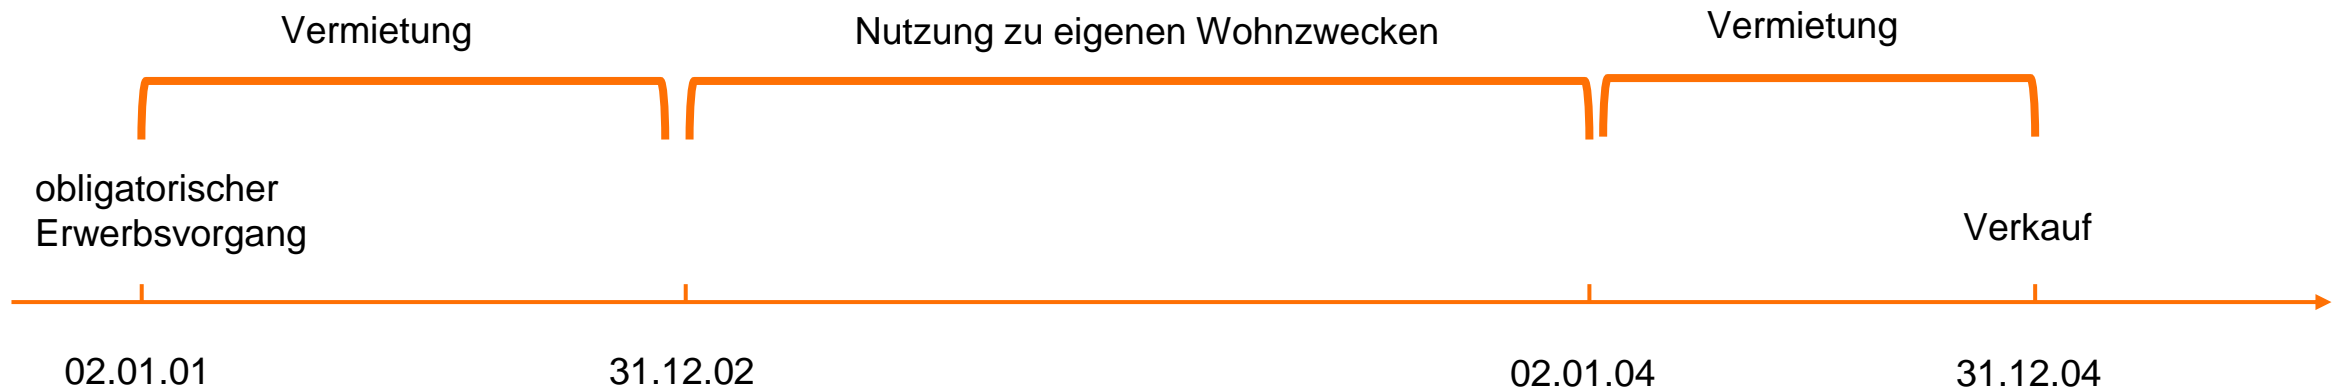 Vermietung
Nutzung zu eigenen Wohnzwecken
Vermietung
obligatorischer
Erwerbsvorgang
Verkauf
02.01.01
31.12.02
02.01.04
31.12.04